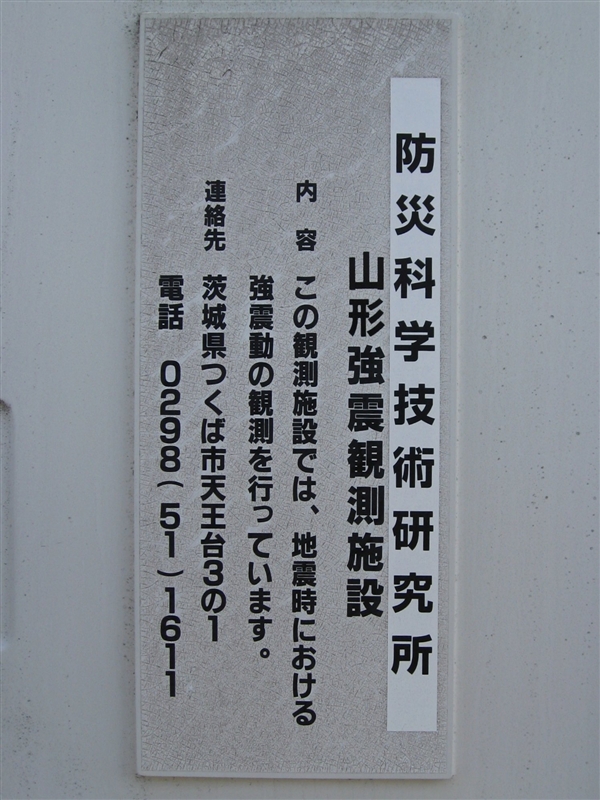 防災科学技術研究所
山形強震観測施設
内容 この観測施設では、地震時における
強震動の観測を行っています。
連絡先 茨城県つくば市天王台3の1
電話 0298(51)1611